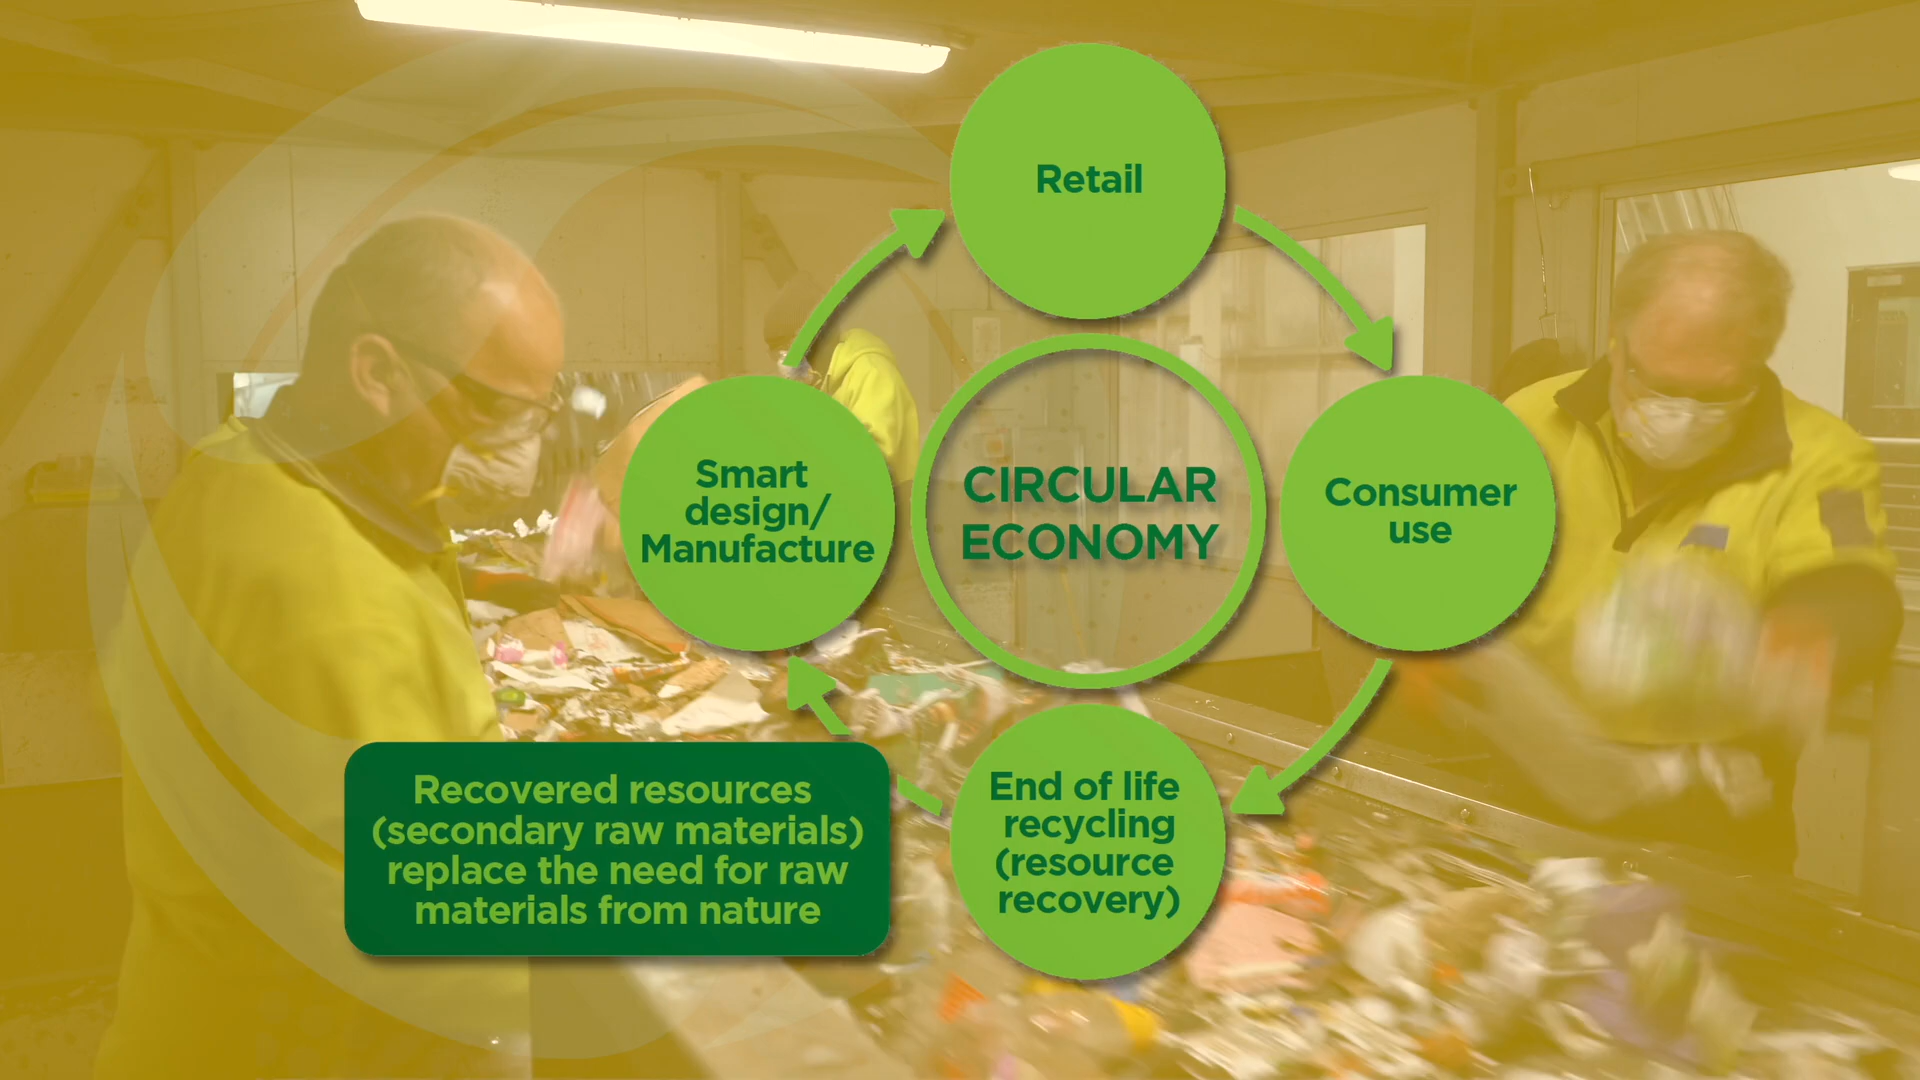 Retail
Smart
design/
Manufacture
CIRCULAR
ECONOMY
Consumer
use
End of life
recycling
(resource
recovery)
Recovered resources
(secondary raw materials)
replace the need for raw
materials from nature